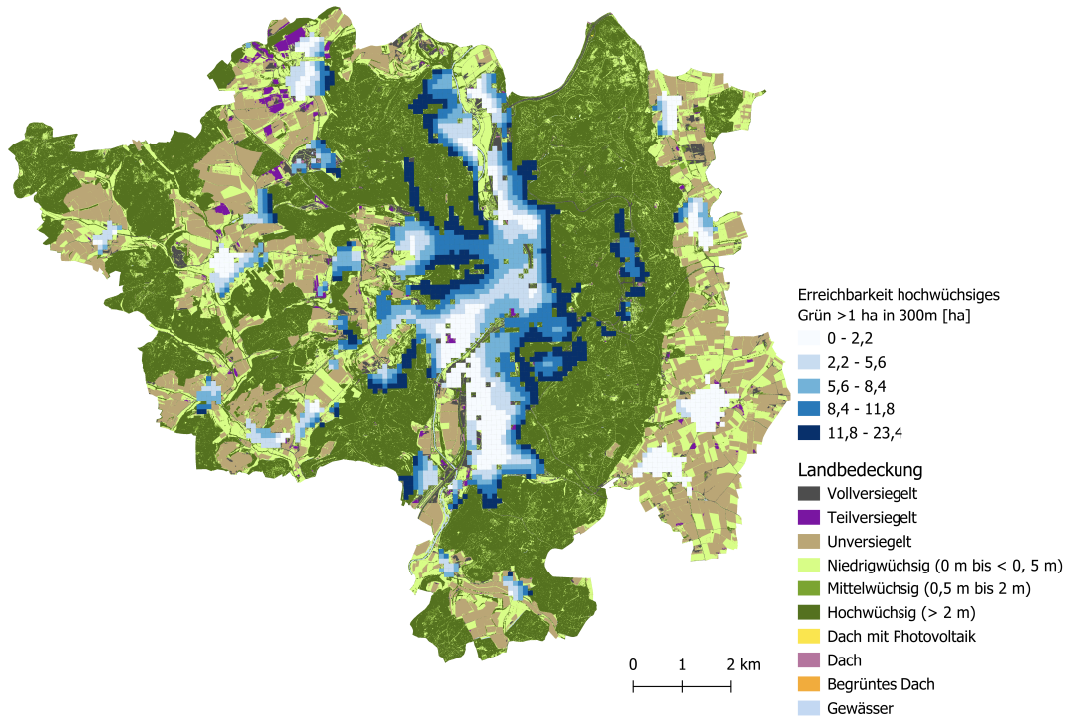 Erreichbarkeit hochwüchsiges
Grün >1 ha in 300m [ha]
0 - 2,2
2,2 - 5,6
5,6 - 8,4
8,4 - 11,8
11,8 - 23,4
Landbedeckung
Vollversiegelt
Teilversiegelt
Unversiegelt
Niedrigwüchsig (0 m bis < 0, 5 m)
Mittelwüchsig (0,5 m bis 2 m)
Hochwüchsig (> 2 m)
Dach mit Photovoltaik
Dach
Begrüntes Dach
Gewässer
0 1 2 km